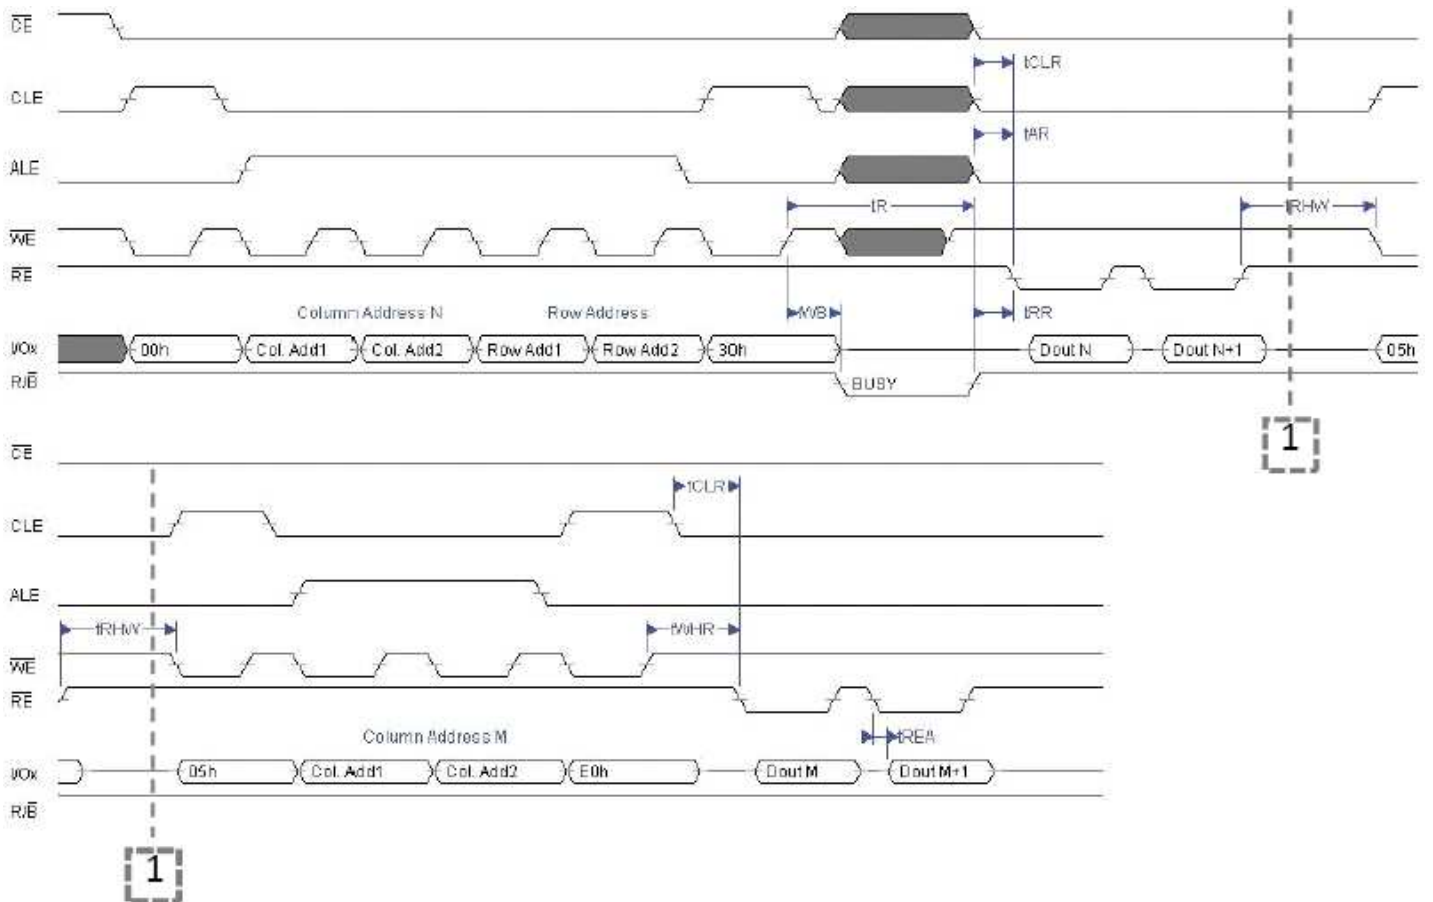 CE
tCLR
CLE
tAR
ALE
tR
tRHW
WE
RE
Column Address N Row Address tWB tRR
I/Ox 00h Col. Add1 Col. Add2 Row Add1 Row Add2 30h Dout N Dout N+1 05h
R/B BUSY
1
CE
tCLR
CLE
ALE
tRHW tWHR
WE
RE
Column Address M tREA
I/Ox 05h Col. Add1 Col. Add2 E0h Dout M Dout M+1
R/B
1